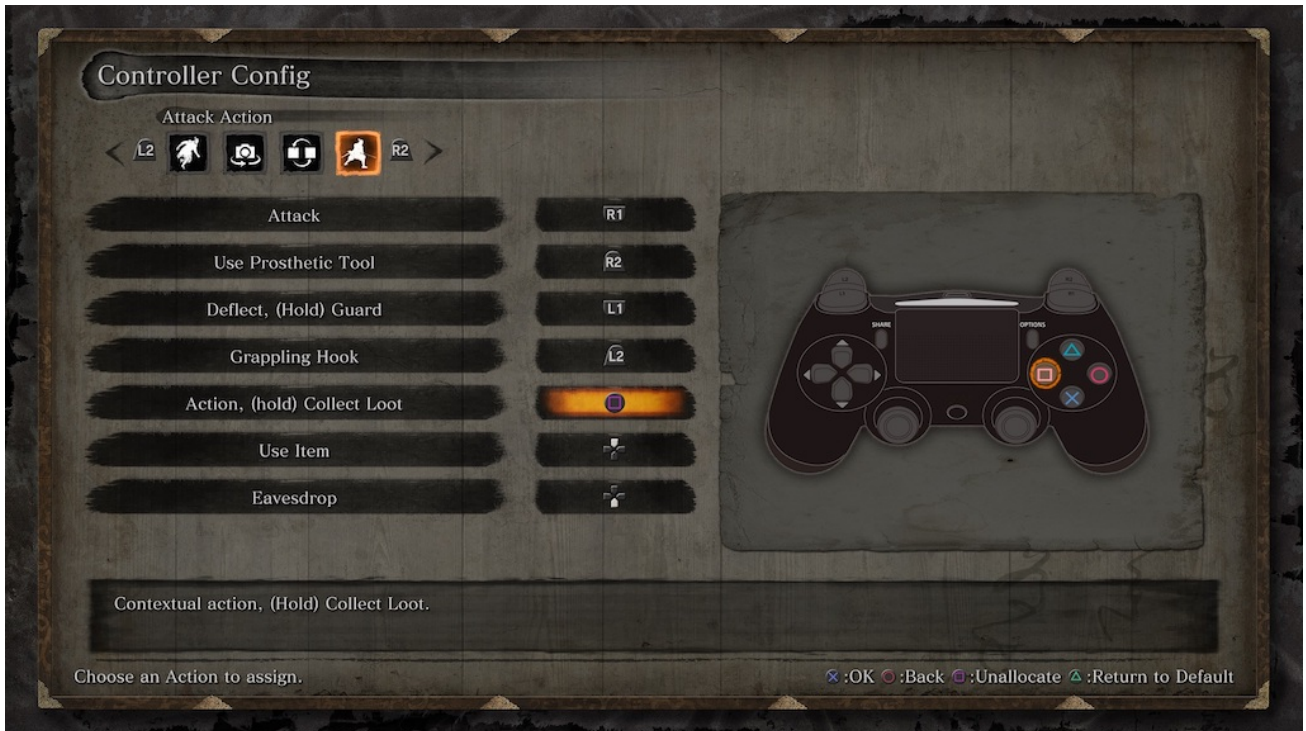 Controller Config
Attack Action
L2 R2
Attack R1
Use Prosthetic Tool R2
Deflect, (Hold) Guard L1
Grappling Hook L2
Action, (hold) Collect Loot
Use Item
Eavesdrop
SHARE OPTIONS
Contextual action, (Hold) Collect Loot.
Choose an Action to assign.
:OK :Back :Unallocate :Return to Default